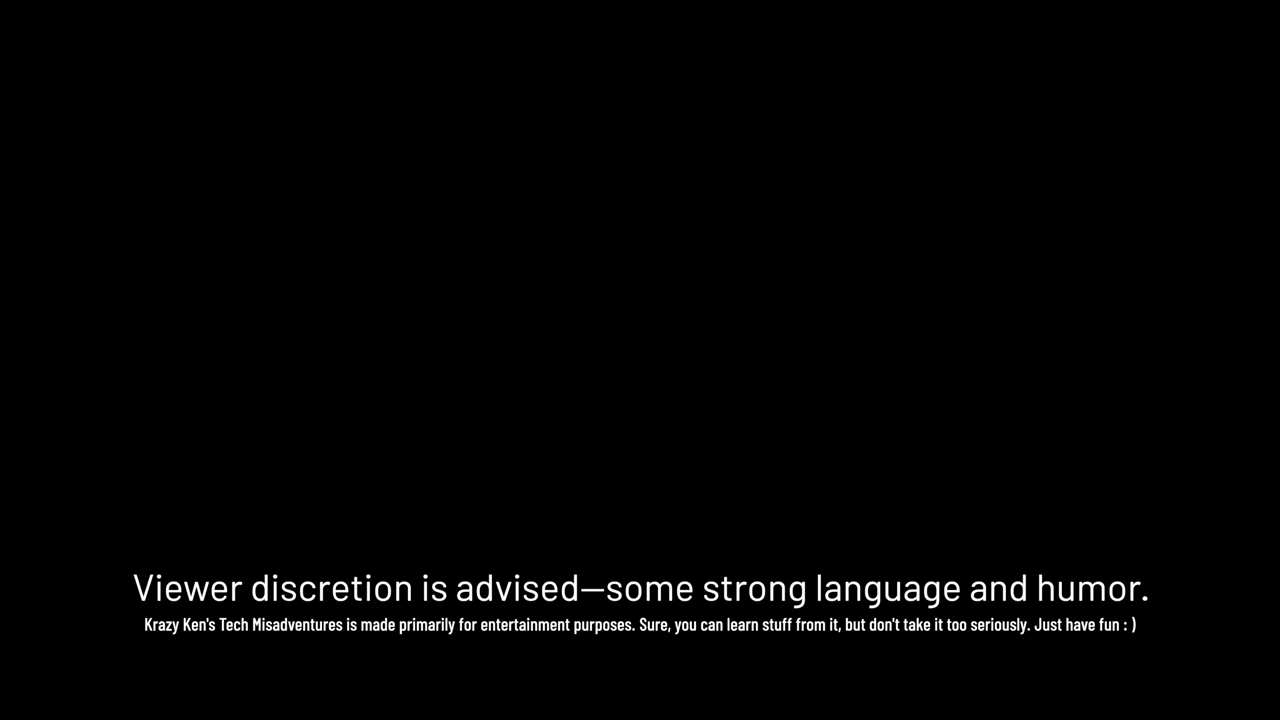 Viewer discretion is advised—some strong language and humor.
Krazy Ken's Tech Misadventures is made primarily for entertainment purposes. Sure, you can learn stuff from it, but don't take it too seriously. Just have fun : )